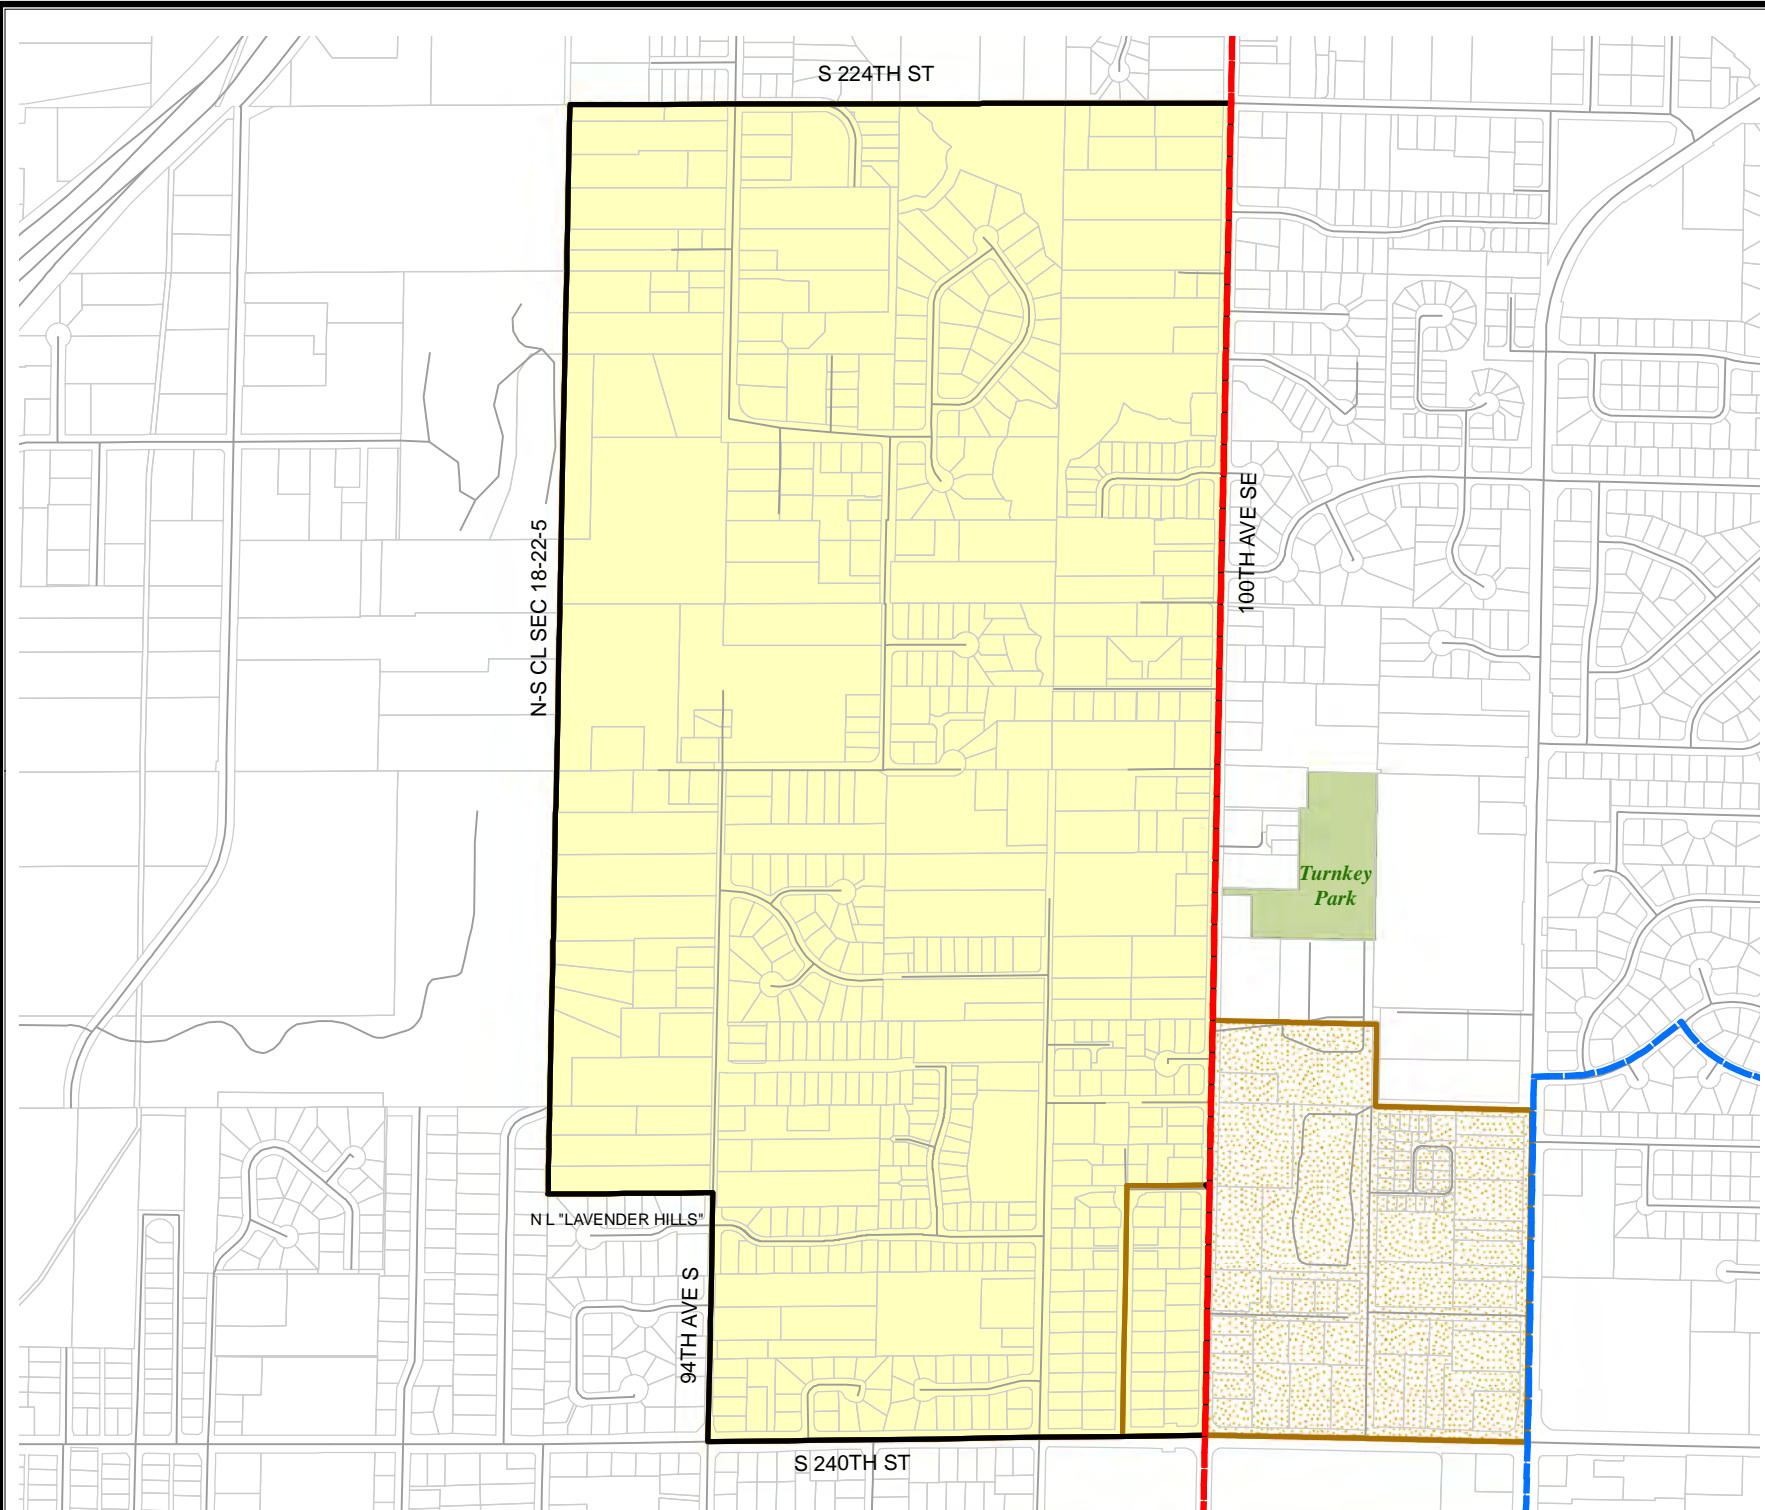 S 224TH ST
N-S CL SEC 18-22-5
100TH AVE SE
Turnkey
Park
N L "LAVENDER HILLS"
94TH AVE S
S 240TH ST